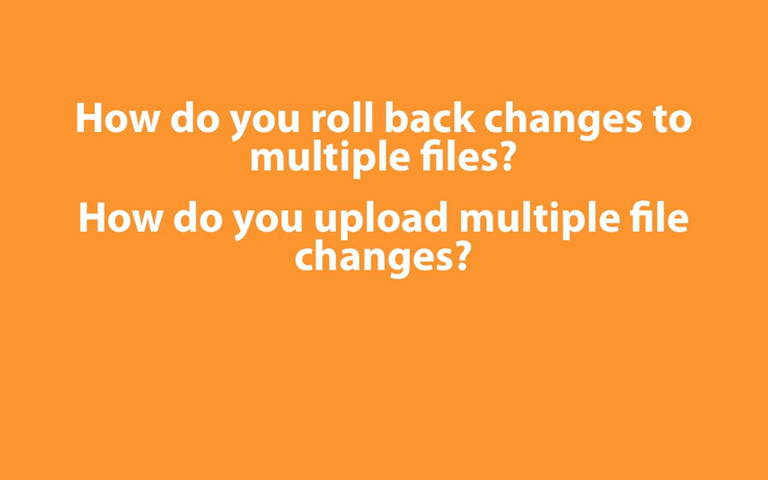 How do you roll back changes to
multiple files?
How do you upload multiple file
changes?